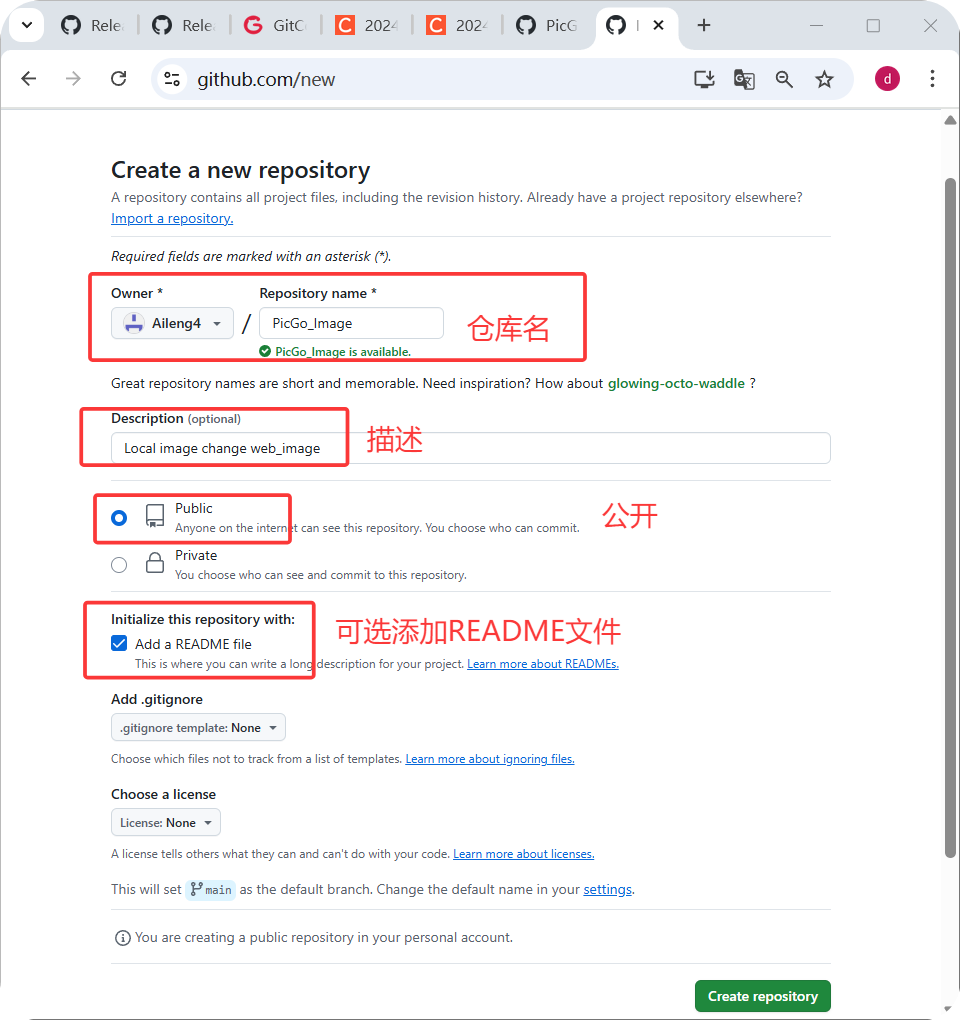 Rele
Rele
GitC
2024
2024
PicG
github.com/new
d
Create a new repository
A repository contains all project files, including the revision history. Already have a project repository elsewhere?
Import a repository.
Required fields are marked with an asterisk (*).
Owner * Repository name *
Aileng4 / PicGo_Image 仓库名
PicGo_Image is available.
Great repository names are short and memorable. Need inspiration? How about glowing-octo-waddle ?
Description (optional)
Local image change web_image 描述
Public
Anyone on the internet can see this repository. You choose who can commit. 公开
Private
You choose who can see and commit to this repository.
Initialize this repository with:
Add a README file 可选添加README文件
This is where you can write a long description for your project. Learn more about READMEs.
Add .gitignore
.gitignore template: None
Choose which files not to track from a list of templates. Learn more about ignoring files.
Choose a license
License: None
A license tells others what they can and can't do with your code. Learn more about licenses.
This will set main as the default branch. Change the default name in your settings.
You are creating a public repository in your personal account.
Create repository